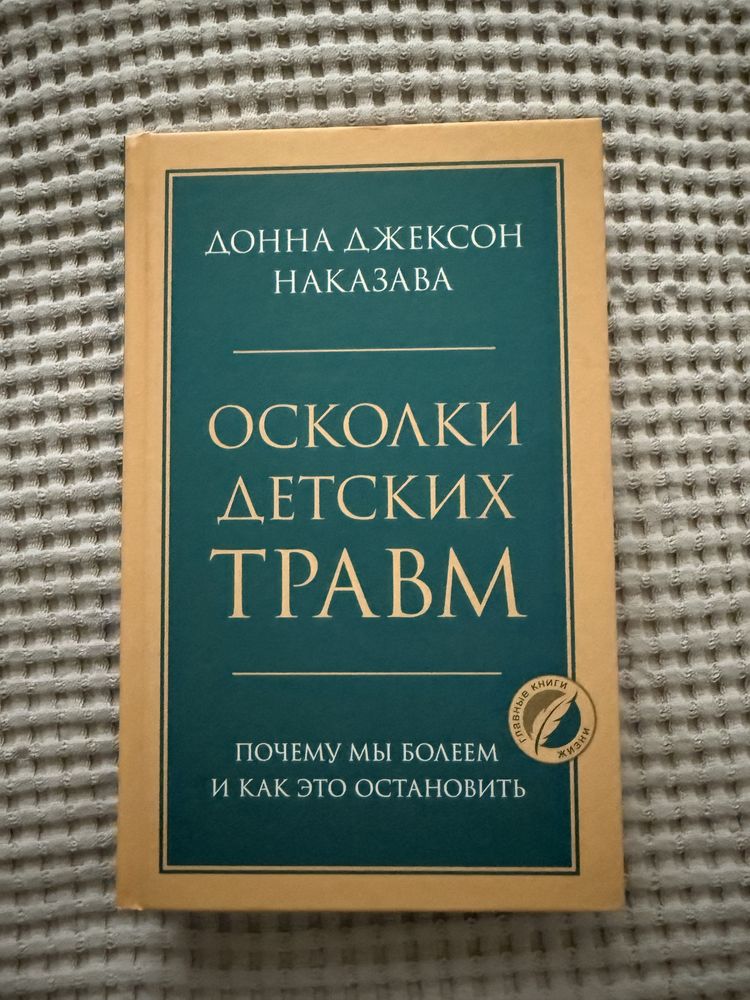 ДОННА ДЖЕКСОН
НАКАЗАВА
ОСКОЛКИ
ДЕТСКИХ
ТРАВМ
ПОЧЕМУ МЫ БОЛЕЕМ
И КАК ЭТО ОСТАНОВИТЬ
главные книги
жизни